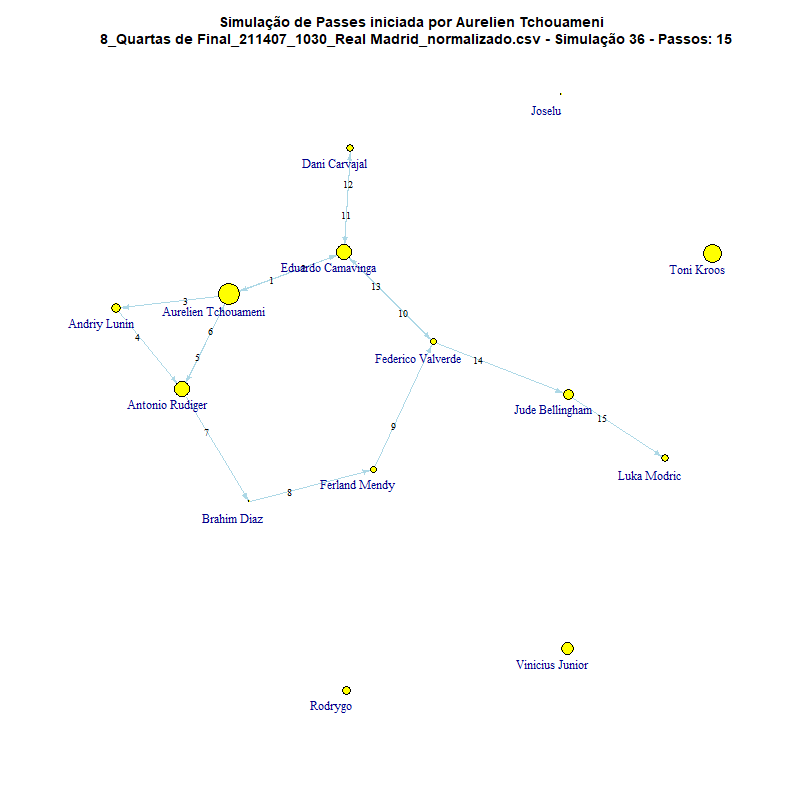 Simulação de Passes iniciada por Aurelien Tchouameni
8_Quartas de Final_211407_1030_Real Madrid_normalizado.csv - Simulação 36 - Passos: 15
Joselu
Dani Carvajal
12
11
Eduardo Camavinga
2
Toni Kroos
1
13
3
Aurelien Tchouameni
10
Andriy Lunin
6
4
5
Federico Valverde
14
Antonio Rudiger
Jude Bellingham
15
9
7
Luka Modric
Ferland Mendy
8
Brahim Diaz
Vinicius Junior
Rodrygo